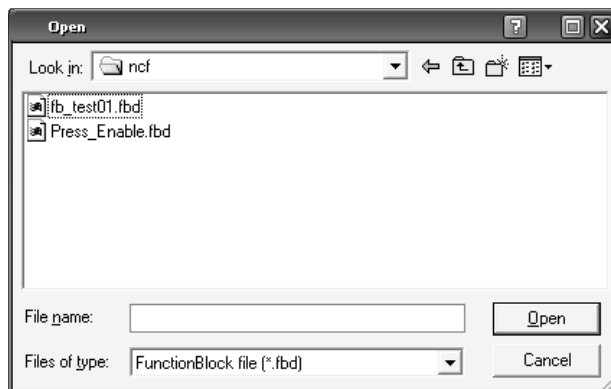 Open
Look in: ncf
fb_test01.fbd
Press_Enable.fbd
File name:
Open
Files of type: FunctionBlock file (*.fbd)
Cancel